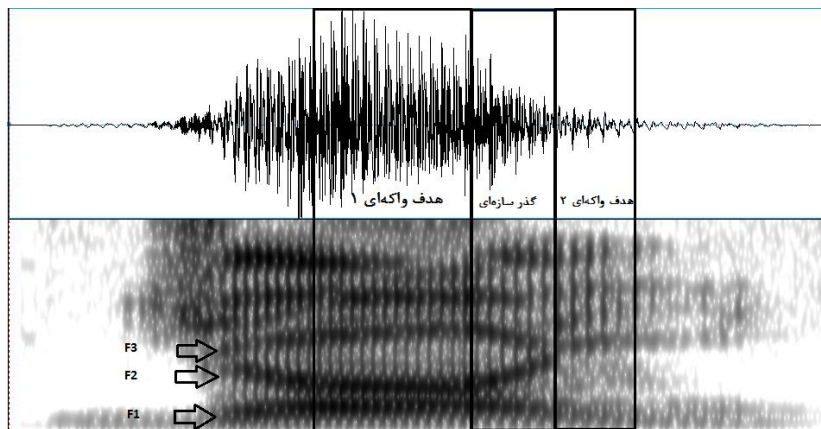 هدف واکه‌ای ۱
گذر سازه‌ای
هدف واکه‌ای ۲
F3
F2
F1